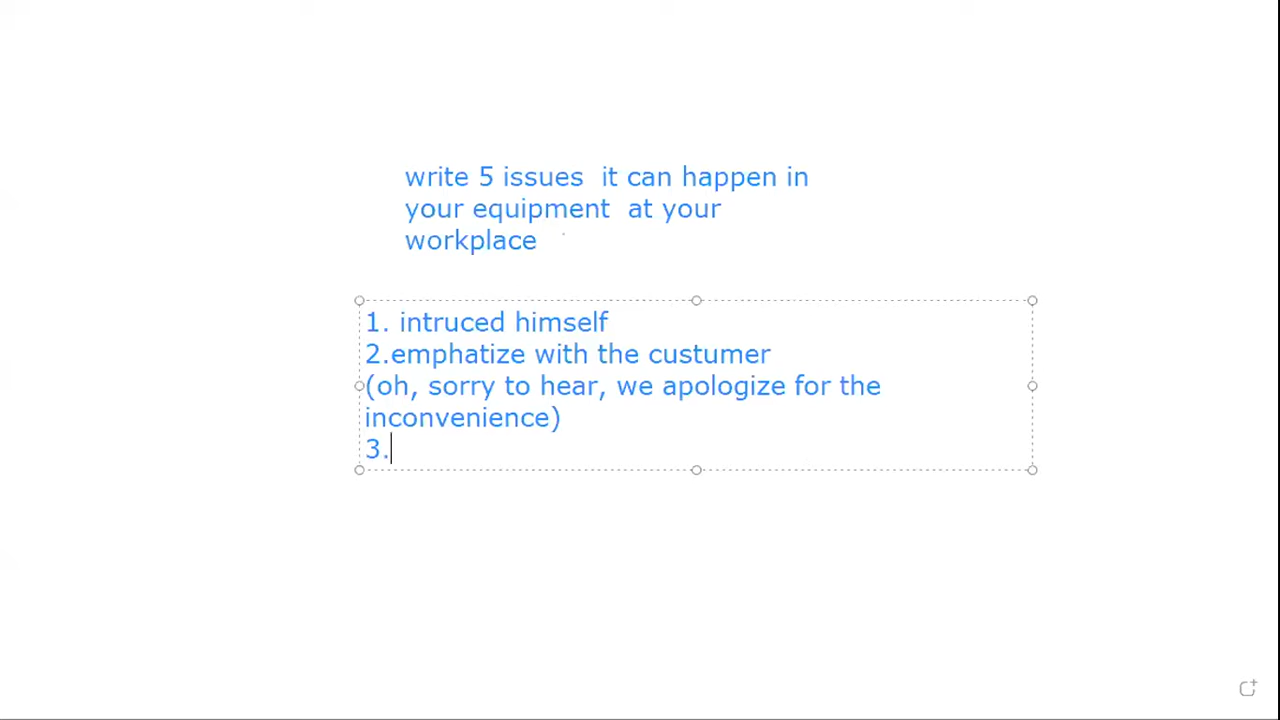 write 5 issues  it can happen in
your equipment  at your
workplace
1. intruced himself
2.emphatize with the custumer
(oh, sorry to hear, we apologize for the
inconvenience)
3.